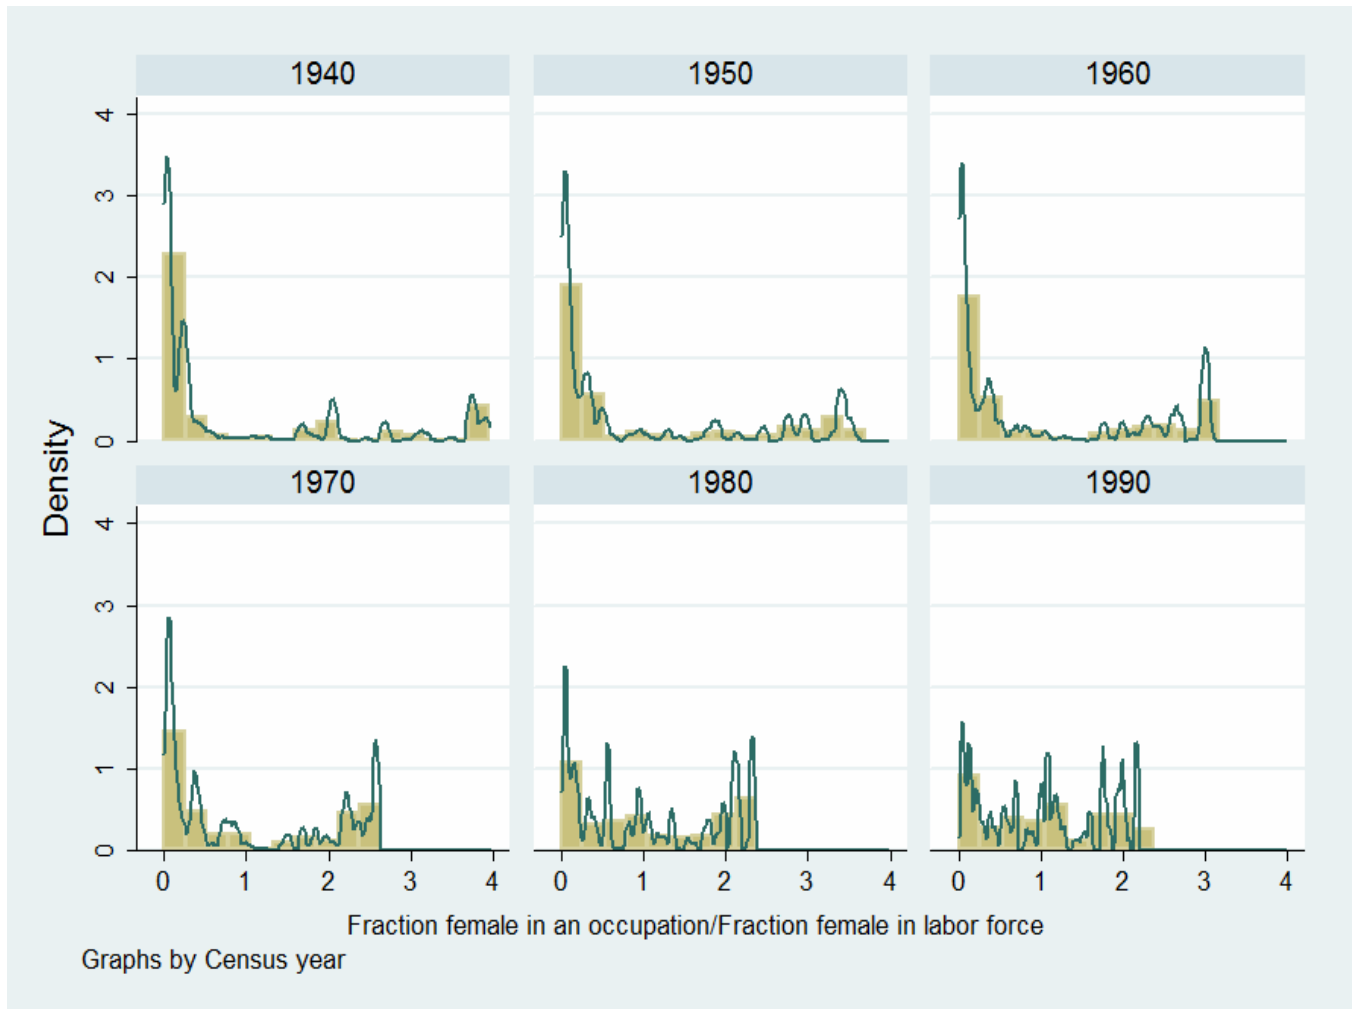 1940 1950 1960
4
3
2
1
0
1970 1980 1990
4
3
2
1
0
Density
0 1 2 3 4 0 1 2 3 4 0 1 2 3 4
Fraction female in an occupation/Fraction female in labor force
Graphs by Census year